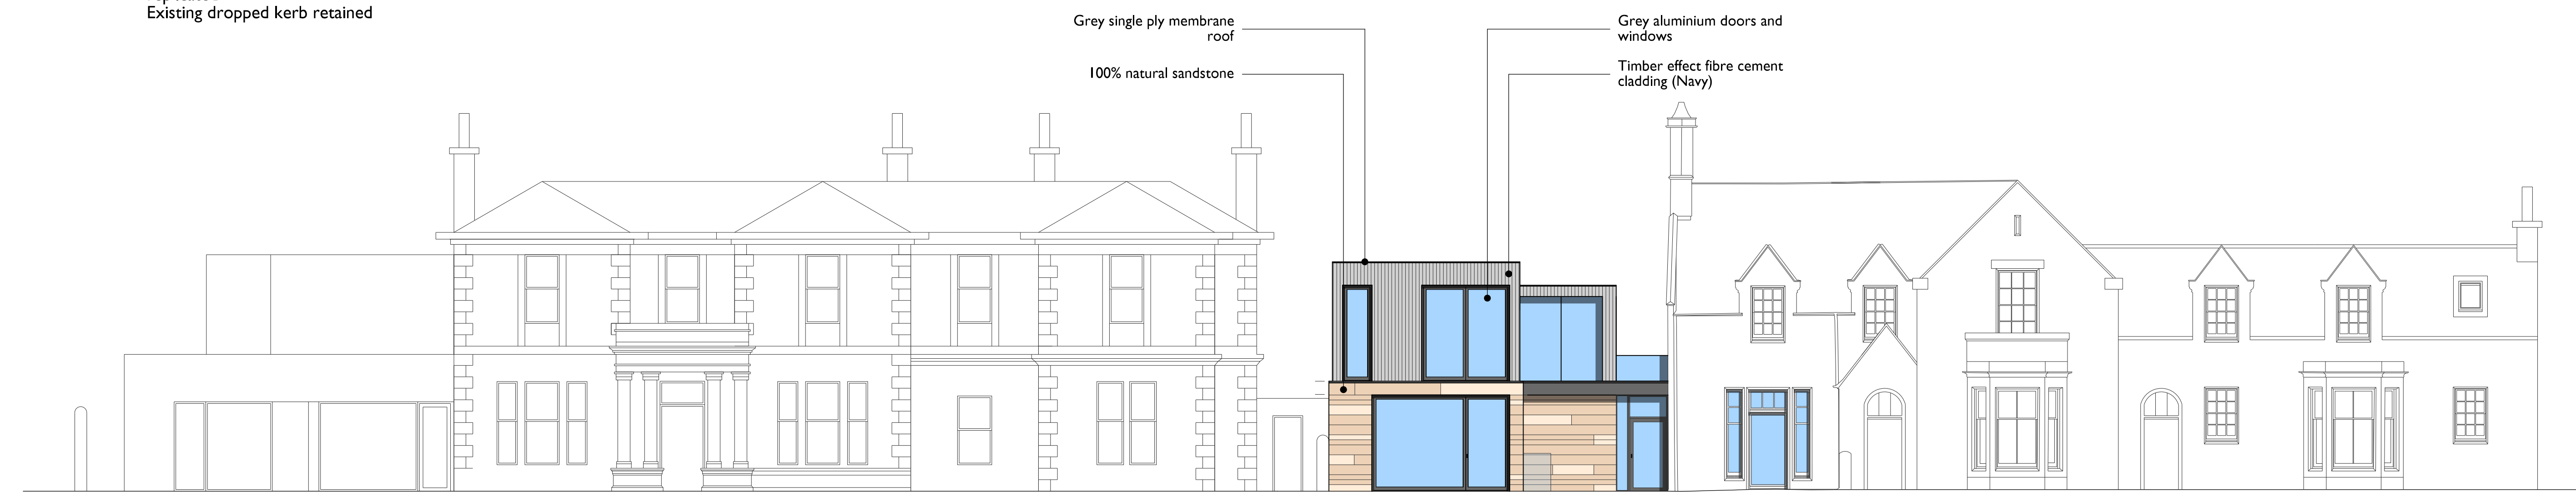 Existing dropped kerb retained
Grey single ply membrane
roof
100% natural sandstone
Grey aluminium doors and
windows
Timber effect fibre cement
cladding (Navy)